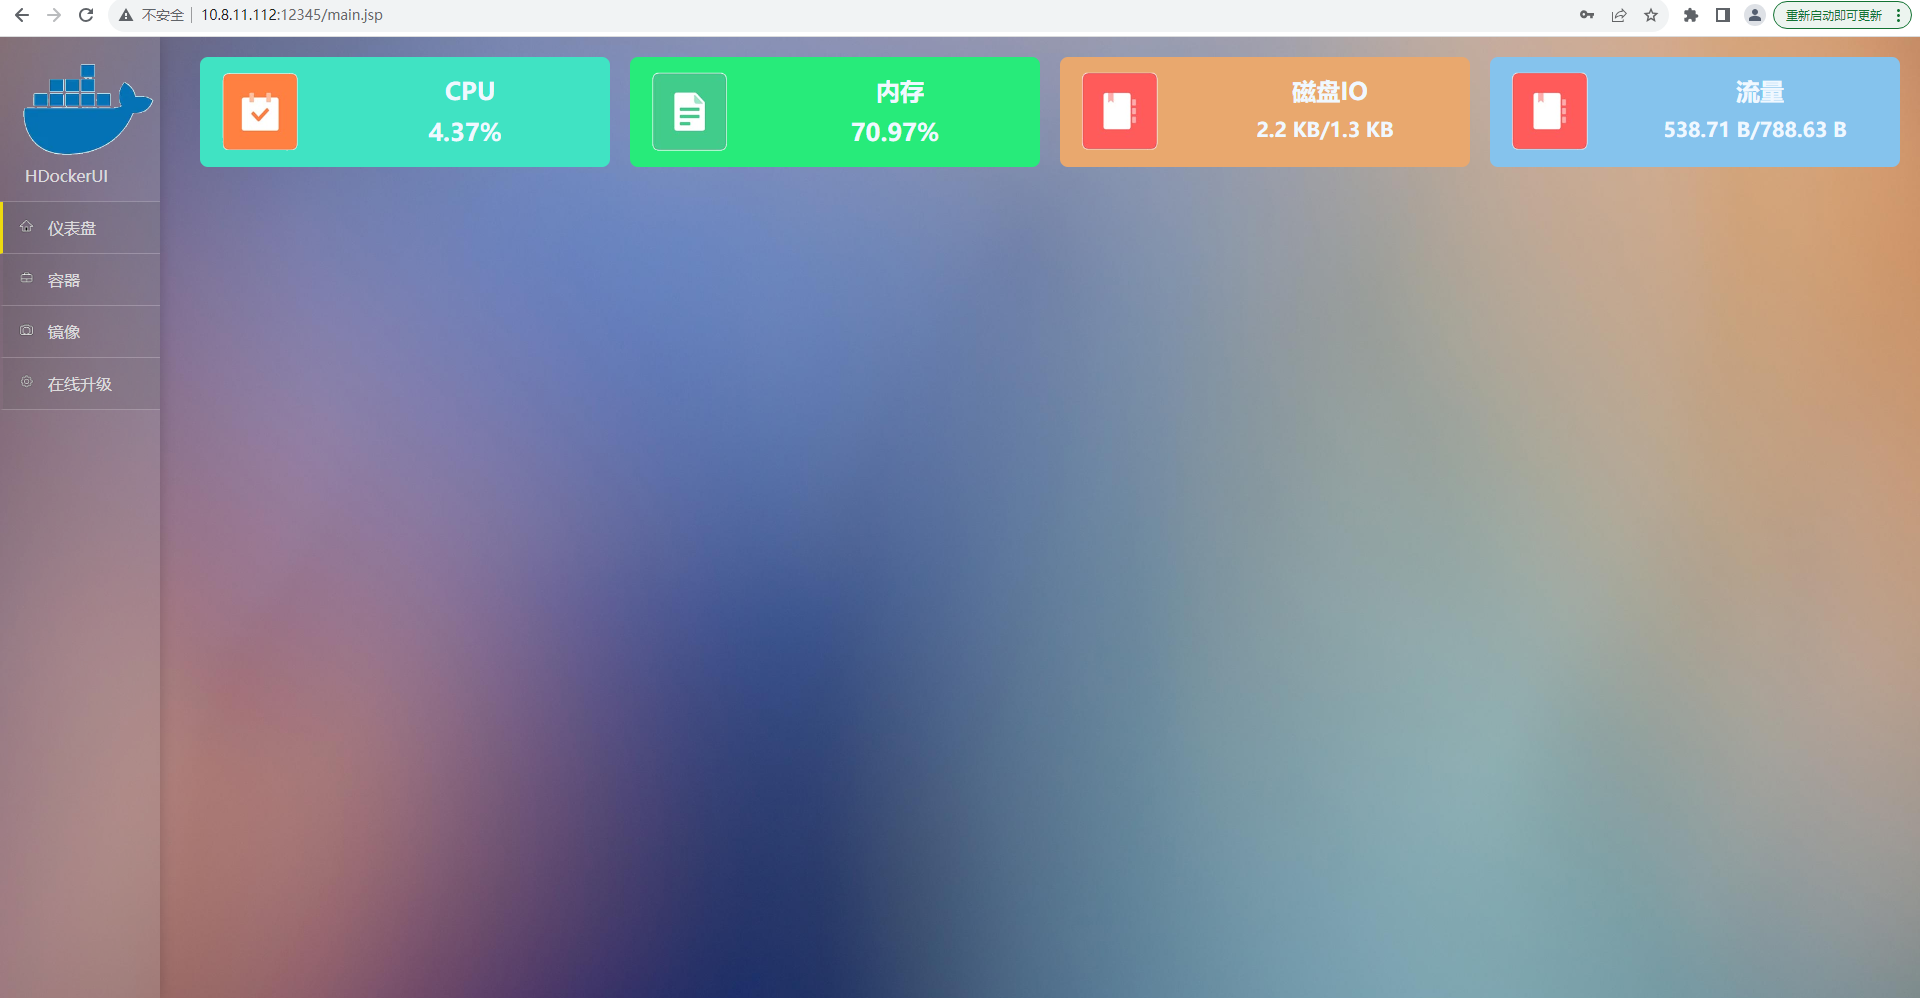 不安全 10.8.11.112:12345/main.jsp 重新启动即可更新
HDockerUI
仪表盘
容器
镜像
在线升级
CPU
4.37%
内存
70.97%
磁盘IO
2.2 KB/1.3 KB
流量
538.71 B/788.63 B